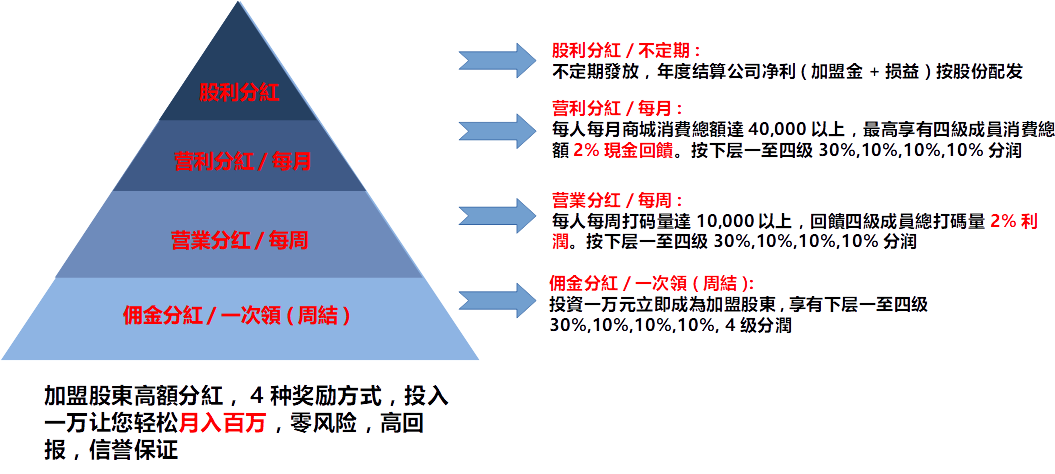 股利分紅
营利分紅 / 每月
营業分红 / 每周
佣金分紅 / 一次領 ( 周結 )
股利分紅 / 不定期 :
不定期發放，年度结算公司净利 ( 加盟金 + 损益 ) 按股份配发
营利分紅 / 每月 :
每人每月商城消費總額達 40,000 以上，最高享有四级成員消費總
額 2% 現金回饋。按下层一至四级 30%,10%,10%,10% 分润
营業分红 / 每周 :
每人每周打码量達 10,000 以上，回饋四級成員總打碼量 2% 利
潤。按下层一至四级 30%,10%,10%,10% 分润
佣金分紅 / 一次領 ( 周結 ):
投資一万元立即成為加盟股東 , 享有下层一至四级
30%,10%,10%,10%, 4 级分潤
加盟股東高額分紅， 4 种奖励方式，投入
一万让您轻松月入百万，零风险，高回
报，信誉保证